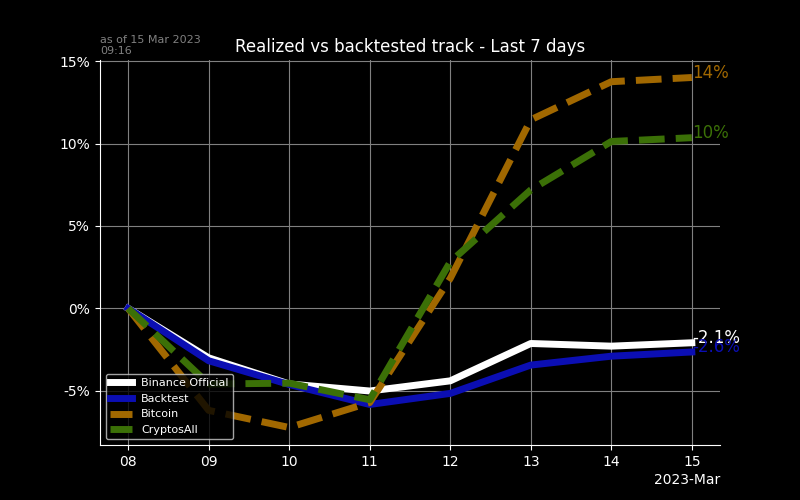 as of 15 Mar 2023
09:16
Realized vs backtested track - Last 7 days
15%
10%
5%
0%
-5%
14%
10%
-2.1%
-2.6%
Binance Official
Backtest
Bitcoin
CryptosAll
08 09 10 11 12 13 14 15
2023-Mar